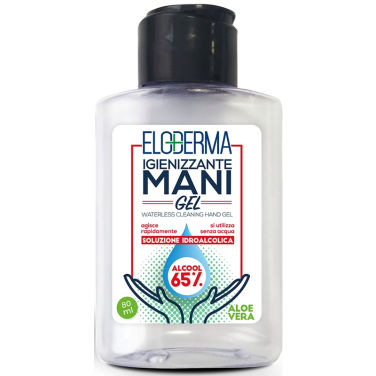 ELODERMA
IGIENIZZANTE
MANI
GEL
WATERLESS CLEANING HAND GEL
agisce
rapidamente
si utilizza
senza acqua
SOLUZIONE IDROALCOLICA
ALCOOL
65%
80
ml
ALOE
VERA